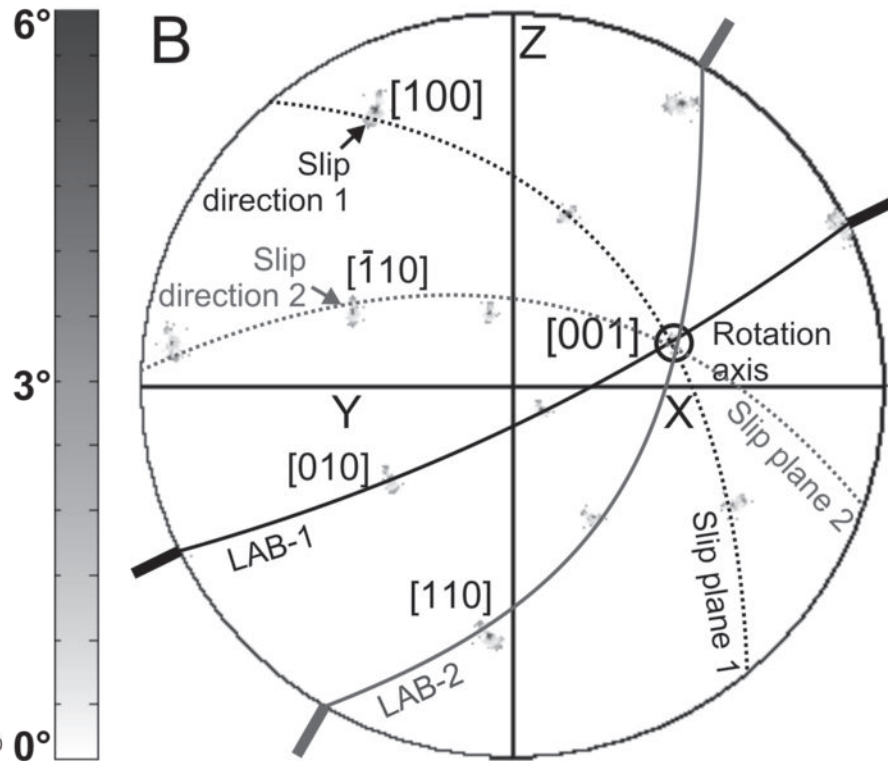 6°
3°
0°
B
Z
[100]
Slip
direction 1
Slip
direction 2
[1̄10]
[001]
Rotation
axis
Y
X
[010]
LAB-1
[110]
LAB-2
Slip plane 1
Slip plane 2